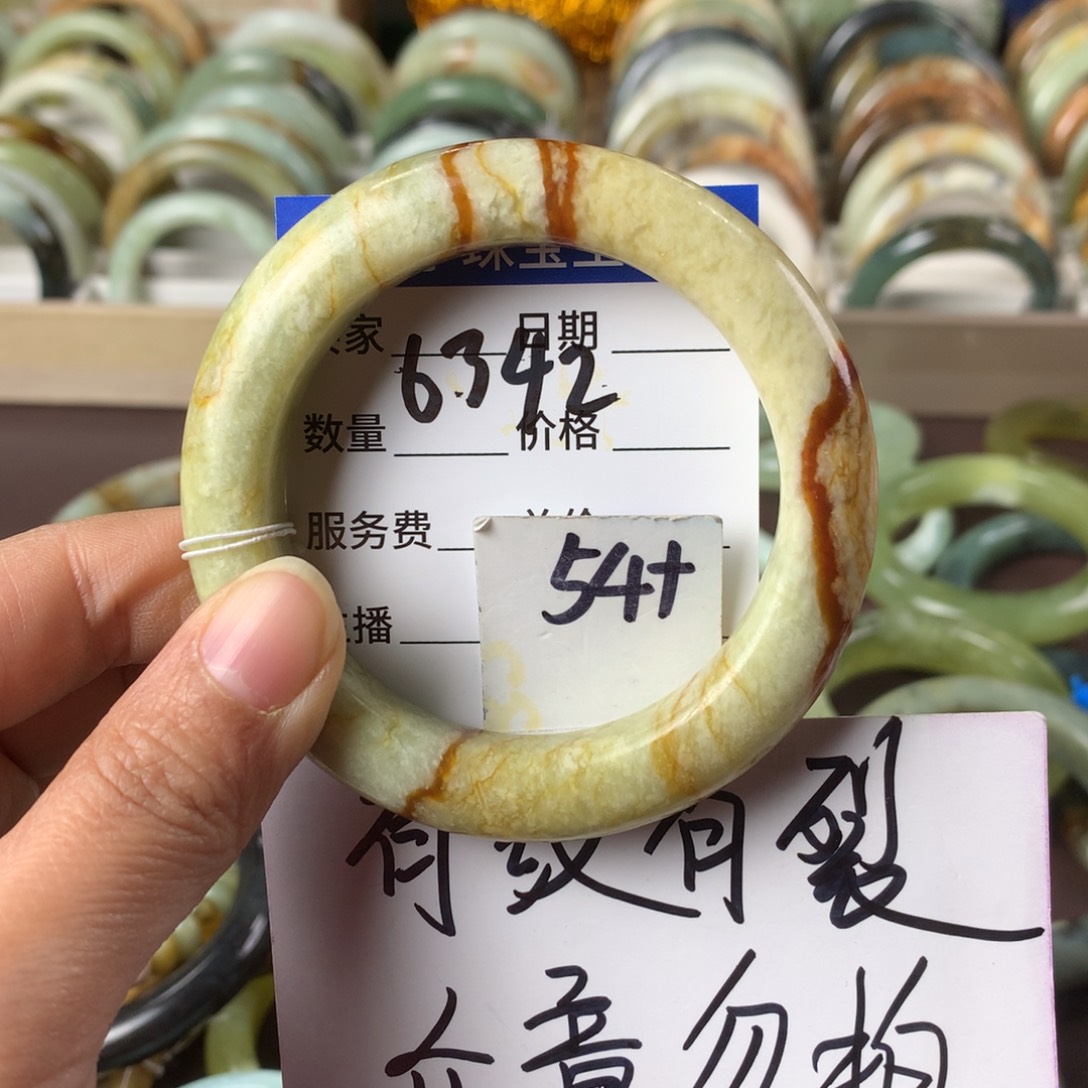 珠宝
家 日期
6342
数量 价格
服务费
54+
播
有纹有裂
介意勿拍